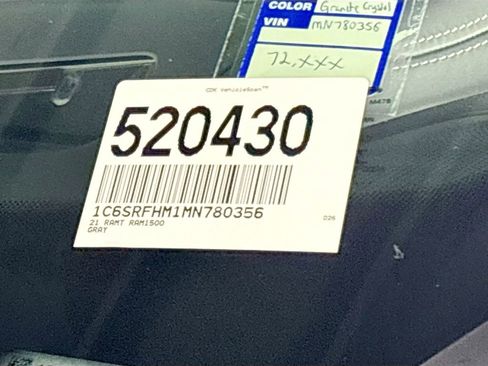 COLOR Granite Crystal
VIN MN780356
72,xxx
CDK VehicleScan™
520430
1C6SRFHM1MN780356
21 RAMT RAM1500
GRAY
D26